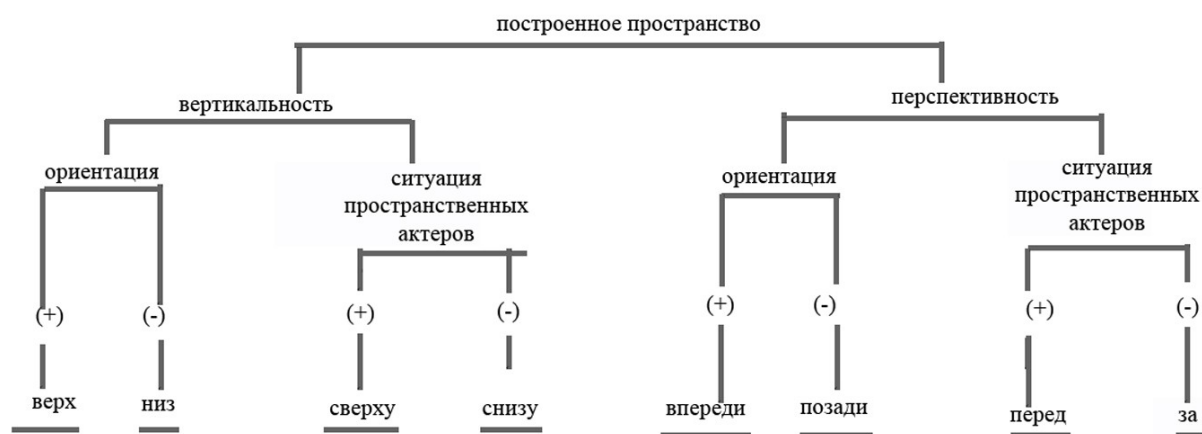 построенное пространство
вертикальность
перспективность
ориентация
ситуация
пространственных
актеров
ориентация
ситуация
пространственных
актеров
(+)
(-)
(+)
(-)
(+)
(-)
(+)
(-)
верх
низ
сверху
снизу
впереди
позади
перед
за